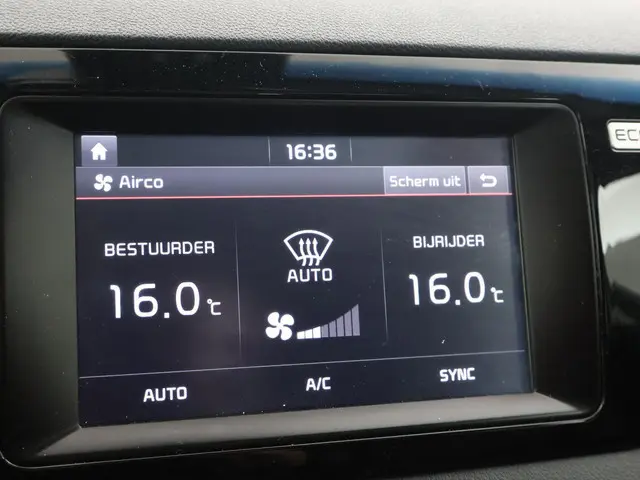 16:36
Airco
Scherm uit
BESTUURDER
16.0°C
AUTO
BIJRIJDER
16.0°C
AUTO
A/C
SYNC